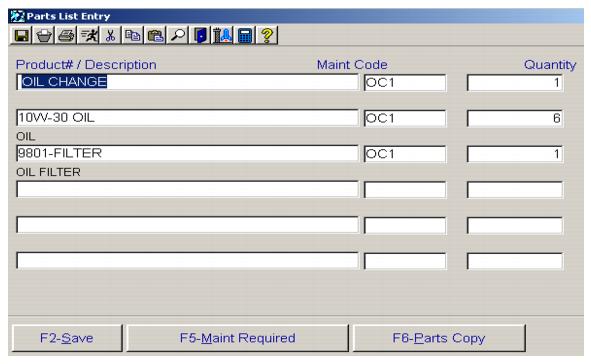 Parts List Entry
Product# / Description Maint Code Quantity
OIL CHANGE OC1 1
10W-30 OIL OC1 6
OIL
9801-FILTER OC1 1
OIL FILTER
F2-Save F5-Maint Required F6-Parts Copy